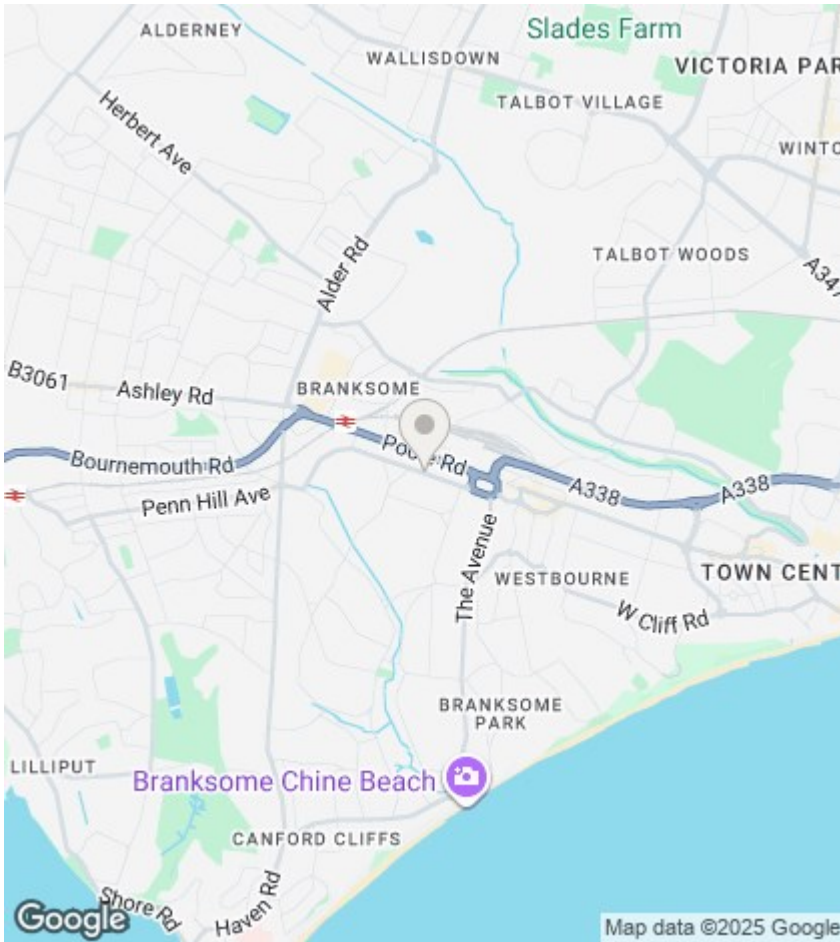 Slades Farm
ALDERNEY
WALLISDOWN
VICTORIA PAR
TALBOT VILLAGE
Herbert Ave
WINTO
TALBOT WOODS
A347
Alder Rd
B3061
Ashley Rd
BRANKSOME
Bournemouth Rd
Rd
Penn Hill Ave
A338
A338
The Avenue
WESTBOURNE
TOWN CENT
W Cliff Rd
BRANKSOME
PARK
LILLIPUT
Branksome Chine Beach
CANFORD CLIFFS
Shore Rd
Haven Rd
Google
Map data ©2025 Google